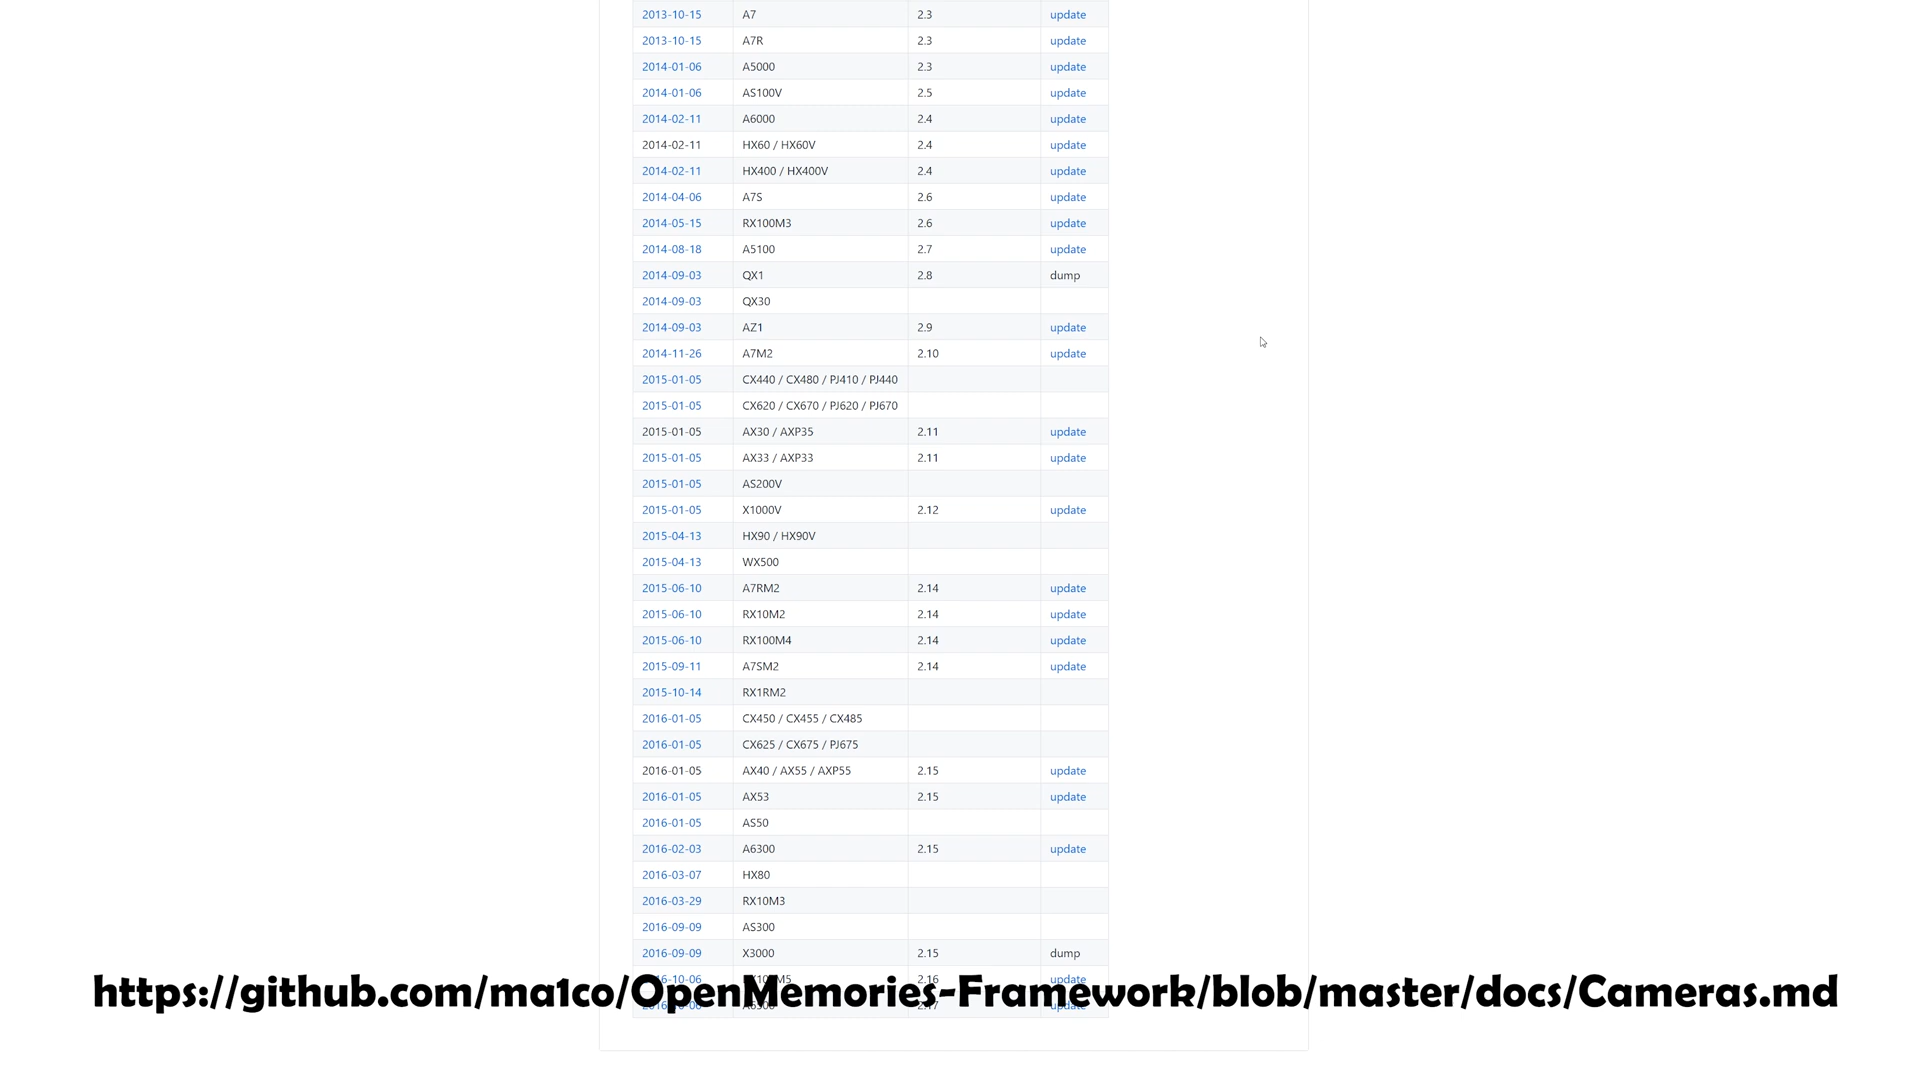 2013-10-15 A7 2.3 update
2013-10-15 A7R 2.3 update
2014-01-06 A5000 2.3 update
2014-01-06 AS100V 2.5 update
2014-02-11 A6000 2.4 update
2014-02-11 HX60 / HX60V 2.4 update
2014-02-11 HX400 / HX400V 2.4 update
2014-04-06 A7S 2.6 update
2014-05-15 RX100M3 2.6 update
2014-08-18 A5100 2.7 update
2014-09-03 QX1 2.8 dump
2014-09-03 QX30
2014-09-03 AZ1 2.9 update
2014-11-26 A7M2 2.10 update
2015-01-05 CX440 / CX480 / PJ410 / PJ440
2015-01-05 CX620 / CX670 / PJ620 / PJ670
2015-01-05 AX30 / AXP35 2.11 update
2015-01-05 AX33 / AXP33 2.11 update
2015-01-05 AS200V
2015-01-05 X1000V 2.12 update
2015-04-13 HX90 / HX90V
2015-04-13 WX500
2015-06-10 A7RM2 2.14 update
2015-06-10 RX10M2 2.14 update
2015-06-10 RX100M4 2.14 update
2015-09-11 A7SM2 2.14 update
2015-10-14 RX1RM2
2016-01-05 CX450 / CX455 / CX485
2016-01-05 CX625 / CX675 / PJ675
2016-01-05 AX40 / AX55 / AXP55 2.15 update
2016-01-05 AX53 2.15 update
2016-01-05 AS50
2016-02-03 A6300 2.15 update
2016-03-07 HX80
2016-03-29 RX10M3
2016-09-09 AS300
2016-09-09 X3000 2.15 dump
2.16 update
https://github.com/ma1co/OpenMemories-Framework/blob/master/docs/Cameras.md